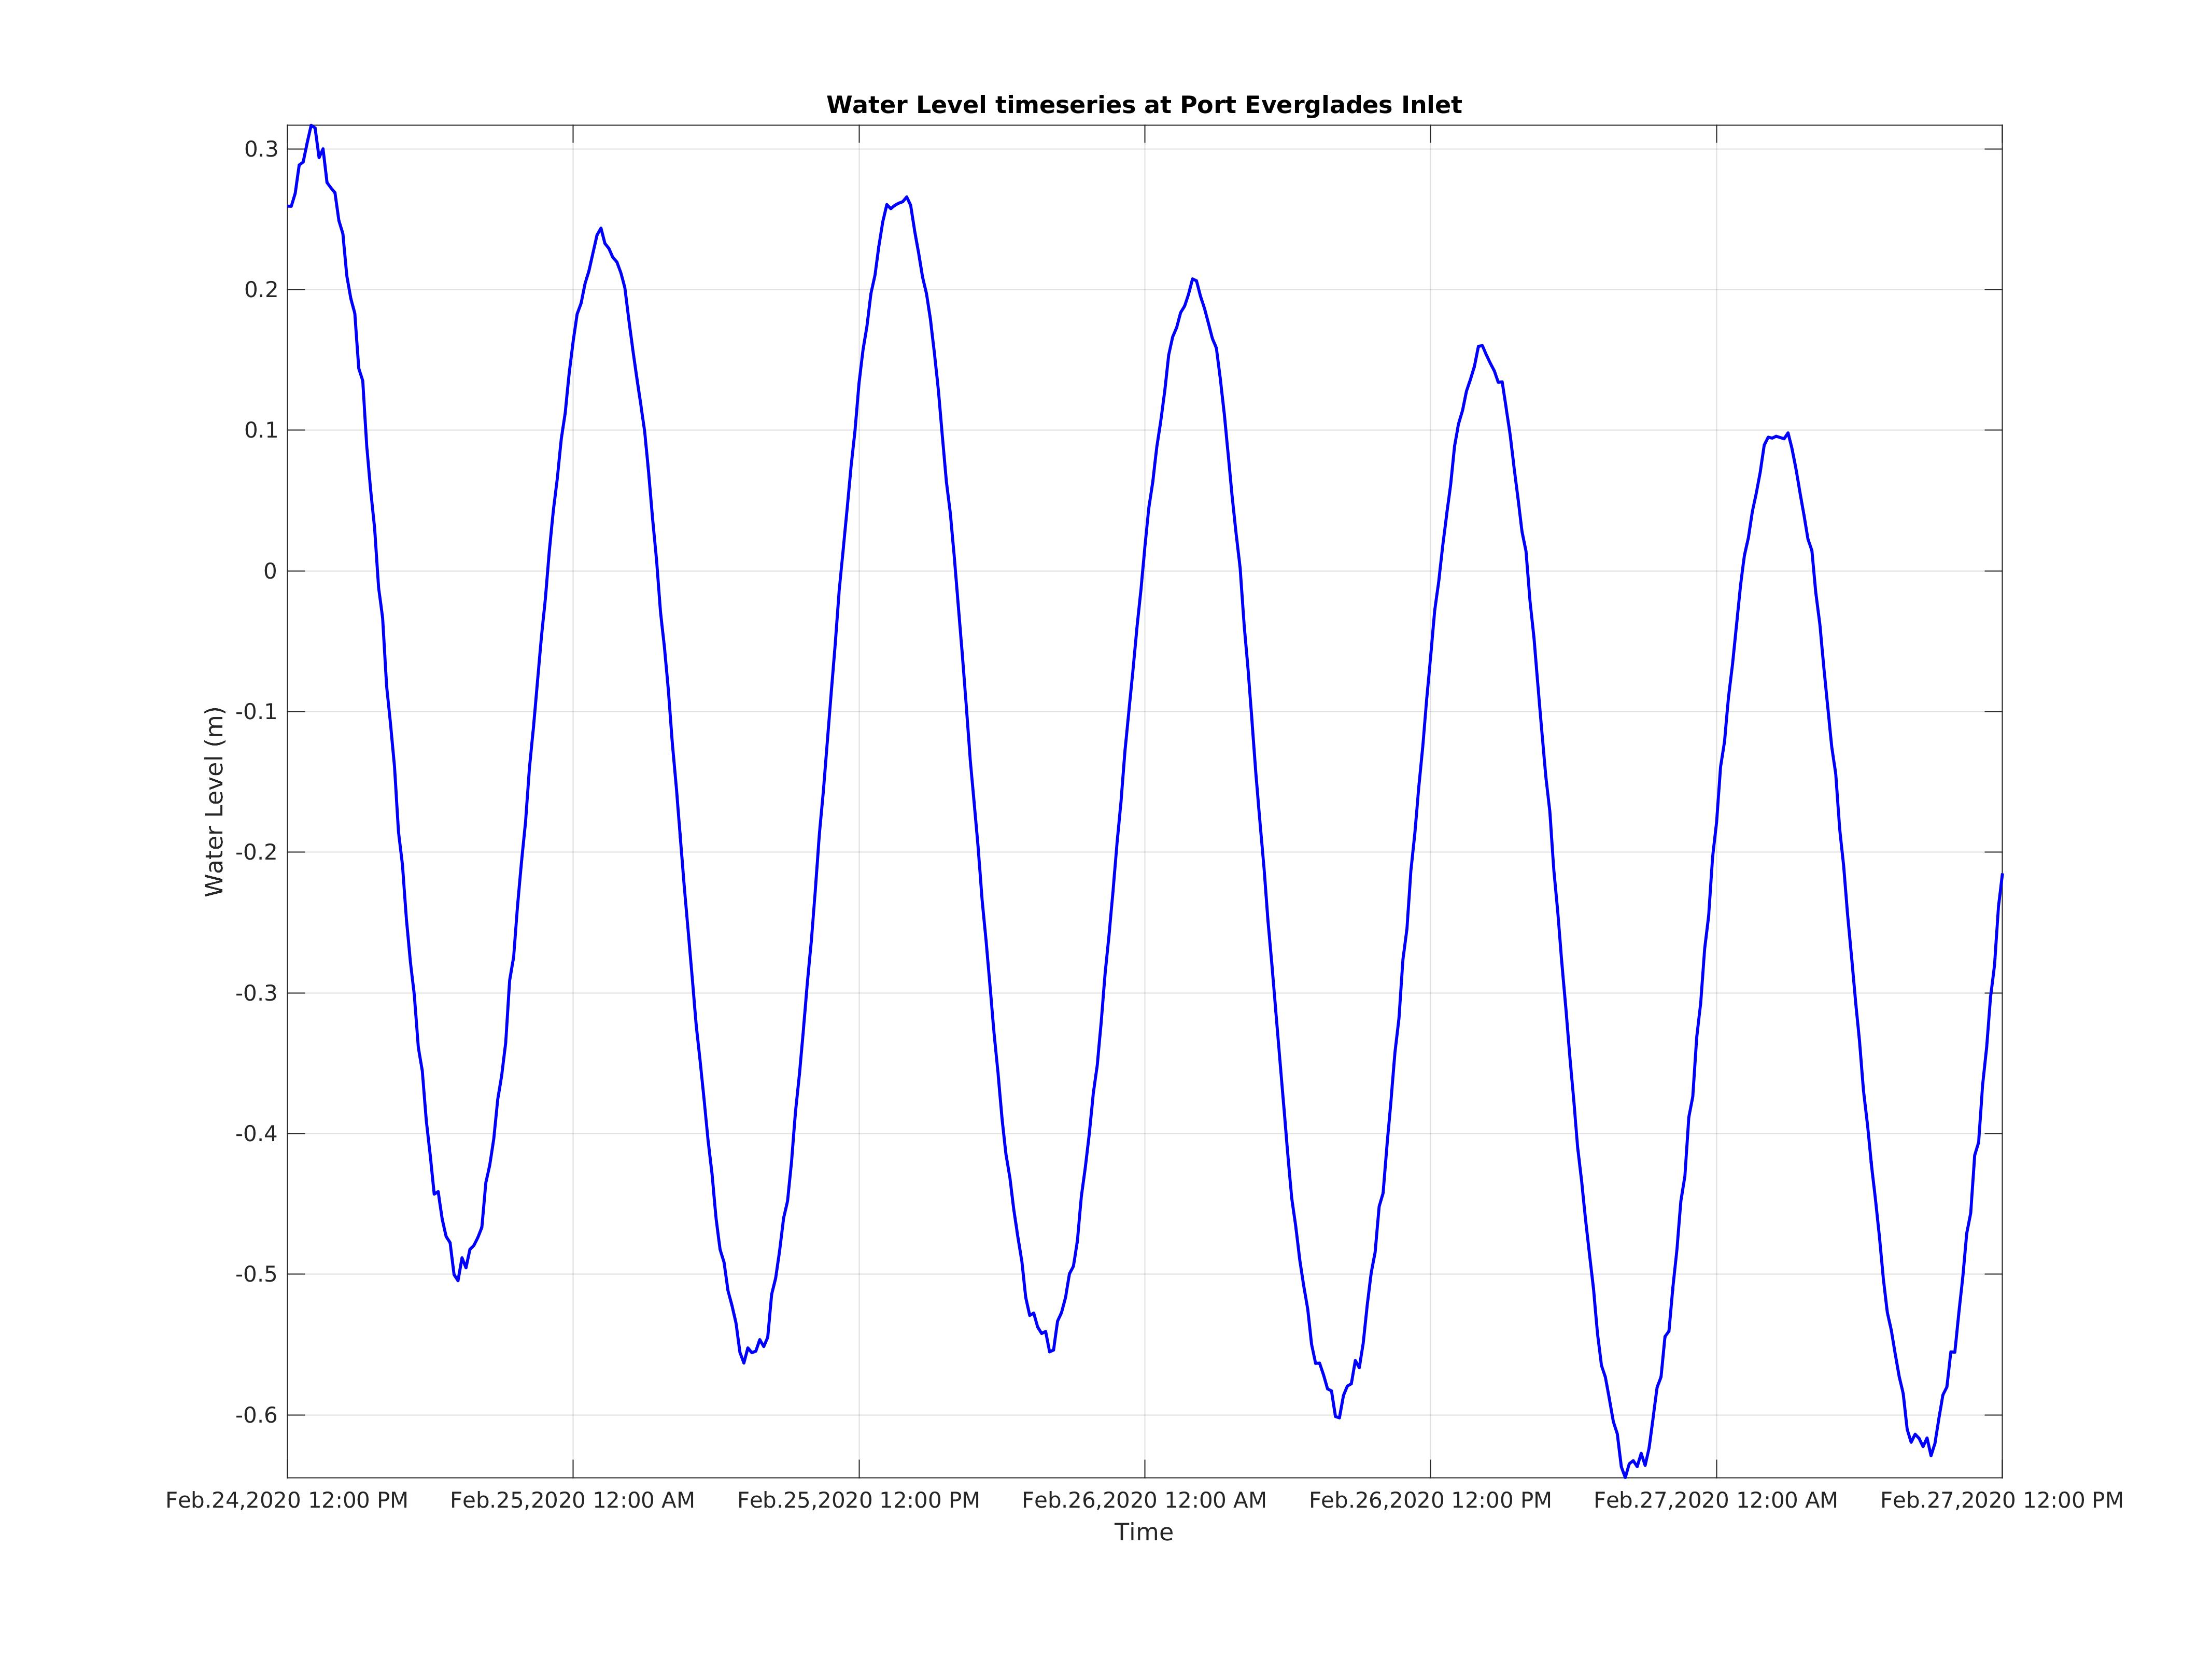 Water Level timeseries at Port Everglades Inlet
0.3
0.2
0.1
0
-0.1
-0.2
-0.3
-0.4
-0.5
-0.6
Water Level (m)
Feb.24,2020 12:00 PM Feb.25,2020 12:00 AM Feb.25,2020 12:00 PM Feb.26,2020 12:00 AM Feb.26,2020 12:00 PM Feb.27,2020 12:00 AM Feb.27,2020 12:00 PM
Time